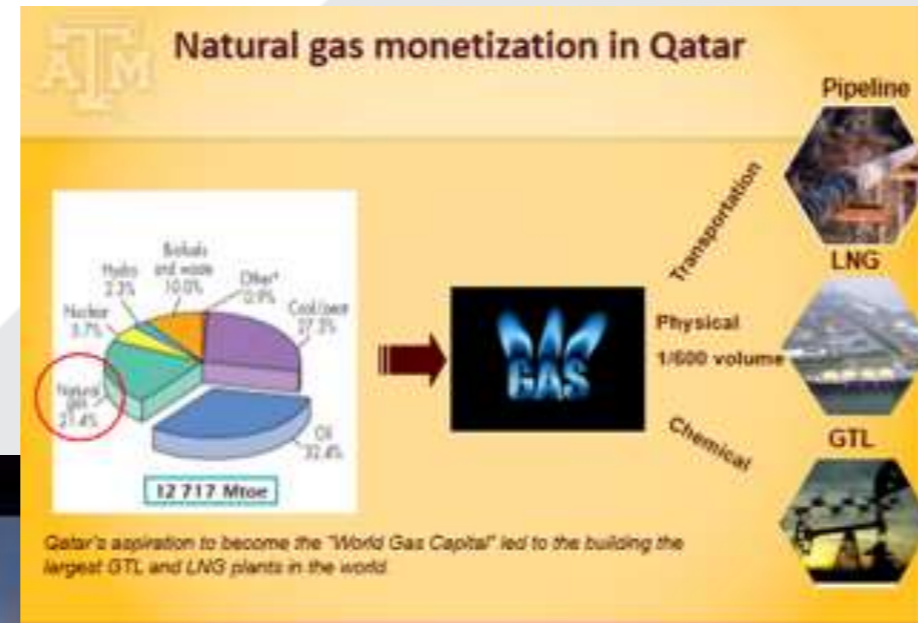 ATM
Natural gas monetization in Qatar
Pipeline
Transportation
LNG
Physical
1/600 volume
Chemical
GTL
GAS
Biofuels
and waste
10.0%
Other*
0.9%
Hydro
2.3%
Coal/peat
27.3%
Nuclear
5.7%
Natural
gas
21.4%
Oil
32.4%
12 717 Mtoe
Qatar's aspiration to become the "World Gas Capital" led to the building the
largest GTL and LNG plants in the world.